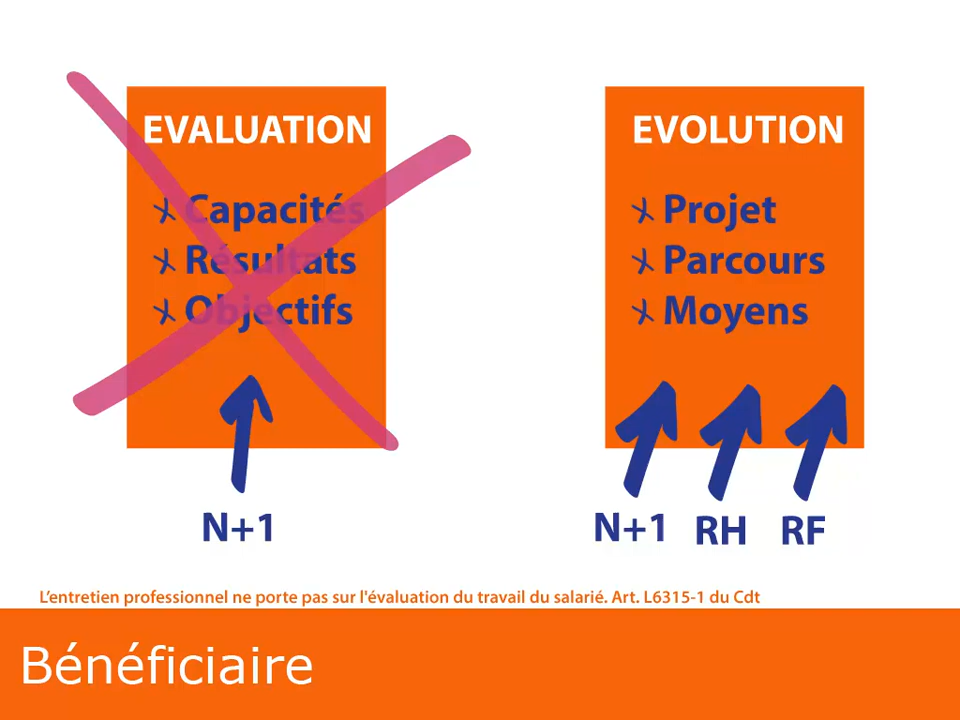 EVALUATION
Capacités
Résultats
Objectifs
N+1
EVOLUTION
Projet
Parcours
Moyens
N+1 RH RF
L’entretien professionnel ne porte pas sur l'évaluation du travail du salarié. Art. L6315-1 du Cdt
Bénéficiaire